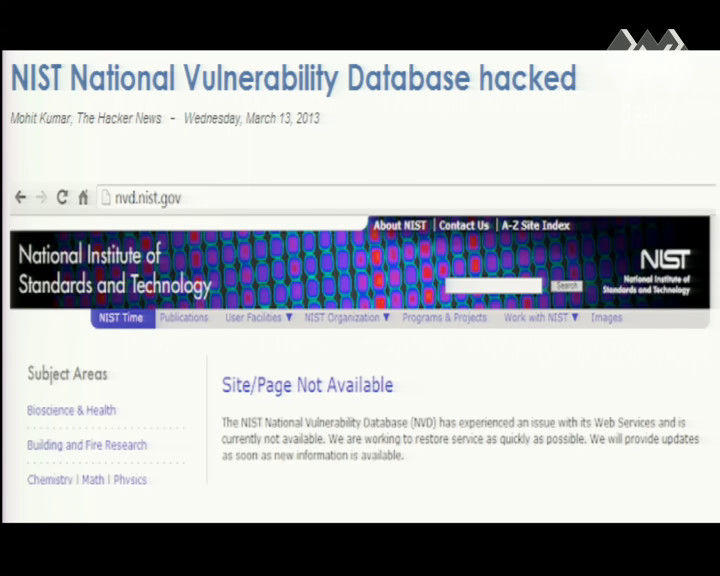 NIST National Vulnerability Database hacked
Mohit Kumar, The Hacker News - Wednesday, March 13, 2013
nvd.nist.gov
About NIST | Contact Us | A-Z Site Index
National Institute of
Standards and Technology
NIST
National Institute of
Standards and Technology
Search
NIST Time Publications User Facilities ▼ NIST Organization ▼ Programs & Projects Work with NIST ▼ Images
Subject Areas
Bioscience & Health
Building and Fire Research
Chemistry | Math | Physics
Site/Page Not Available
The NIST National Vulnerability Database (NVD) has experienced an issue with its Web Services and is
currently not available. We are working to restore service as quickly as possible. We will provide updates
as soon as new information is available.